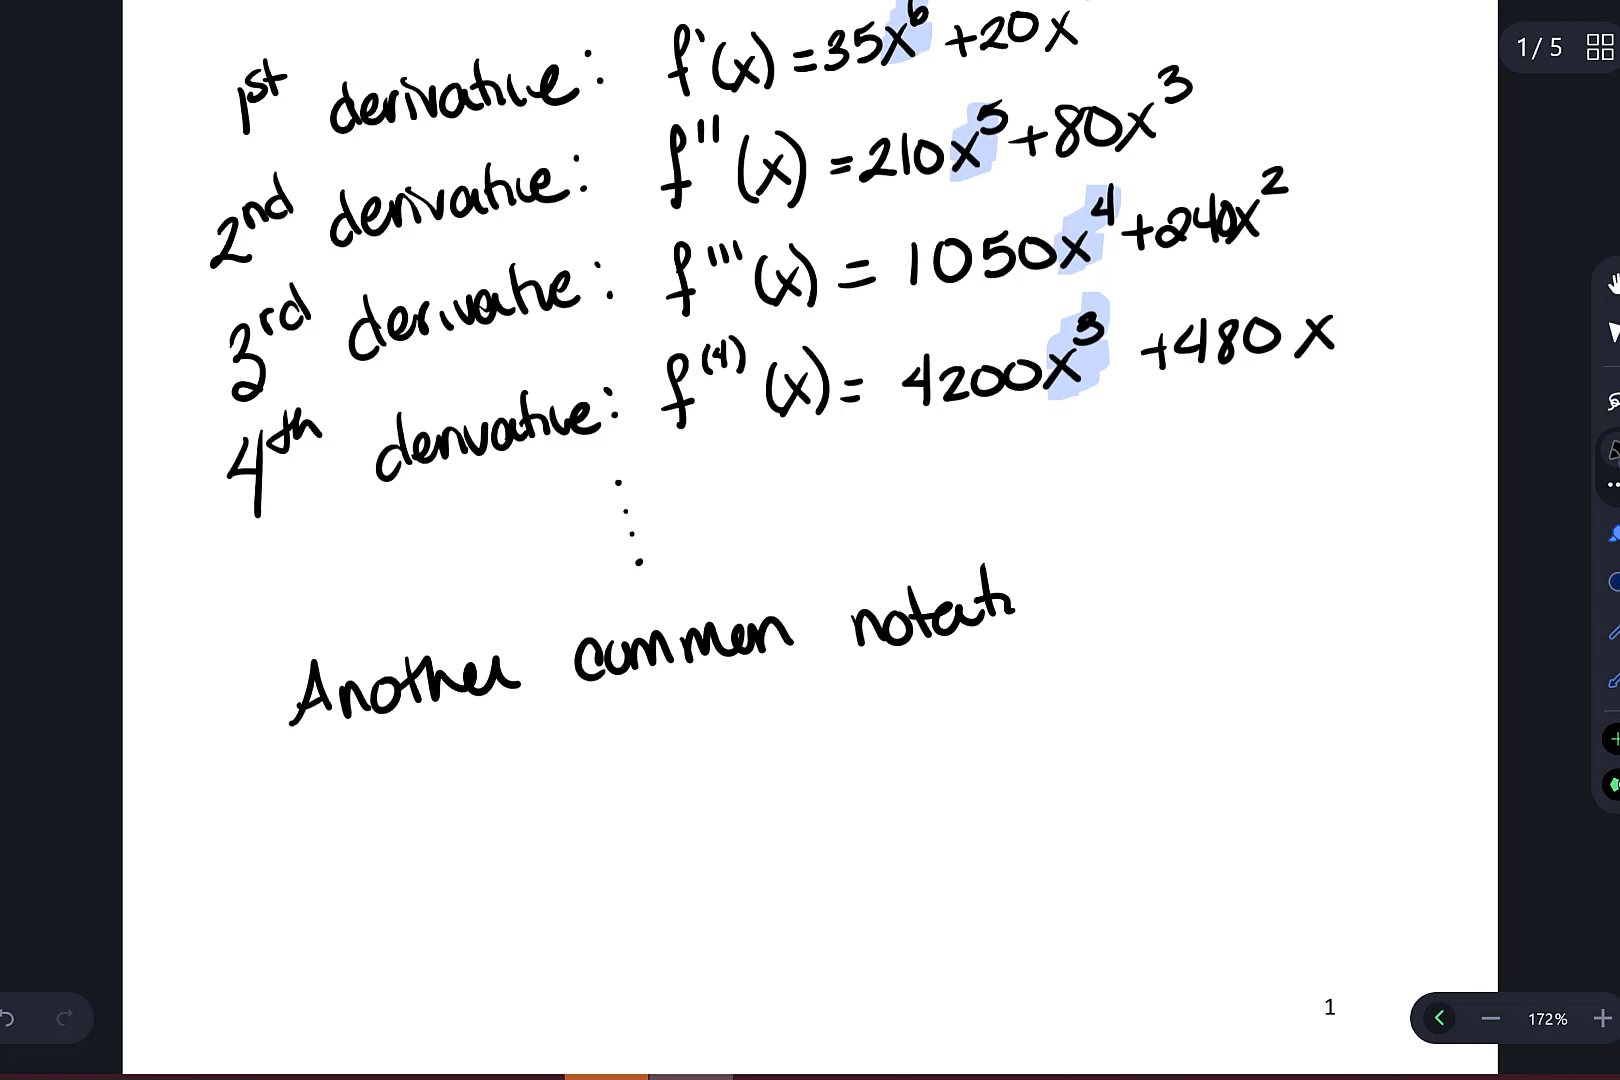 1st derivative: f'(x) = 35x^6 + 20x
1/5
2nd derivative: f''(x) = 210x^5 + 80x^3
3rd derivative: f'''(x) = 1050x^4 + 240x^2
4th derivative: f^(4)(x) = 4200x^3 + 480x
Another common notati
1
172%